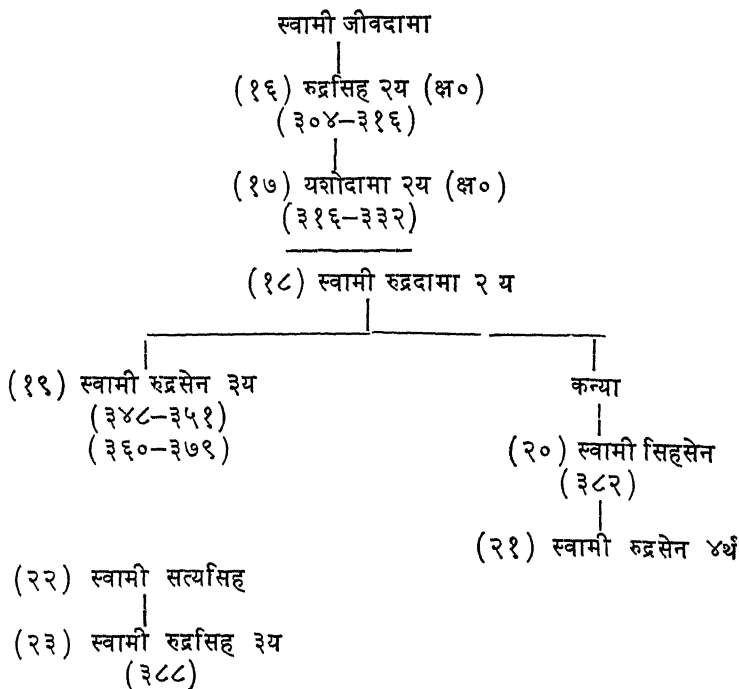 स्वामी जीवदामा
(१६) रुद्रसिंह २य (क्ष०)
(३०४–३१६)
(१७) यशोदामा २य (क्ष०)
(३१६–३३२)
(१८) स्वामी रुद्रदामा २ य
(१९) स्वामी रुद्रसेन ३य
(३४८–३५१)
(३६०–३७९)
कन्या
(२०) स्वामी सिहसेन
(३८२)
(२१) स्वामी रुद्रसेन ४र्थ
(२२) स्वामी सत्यसिंह
(२३) स्वामी रुद्रसिंह ३य
(३८८)